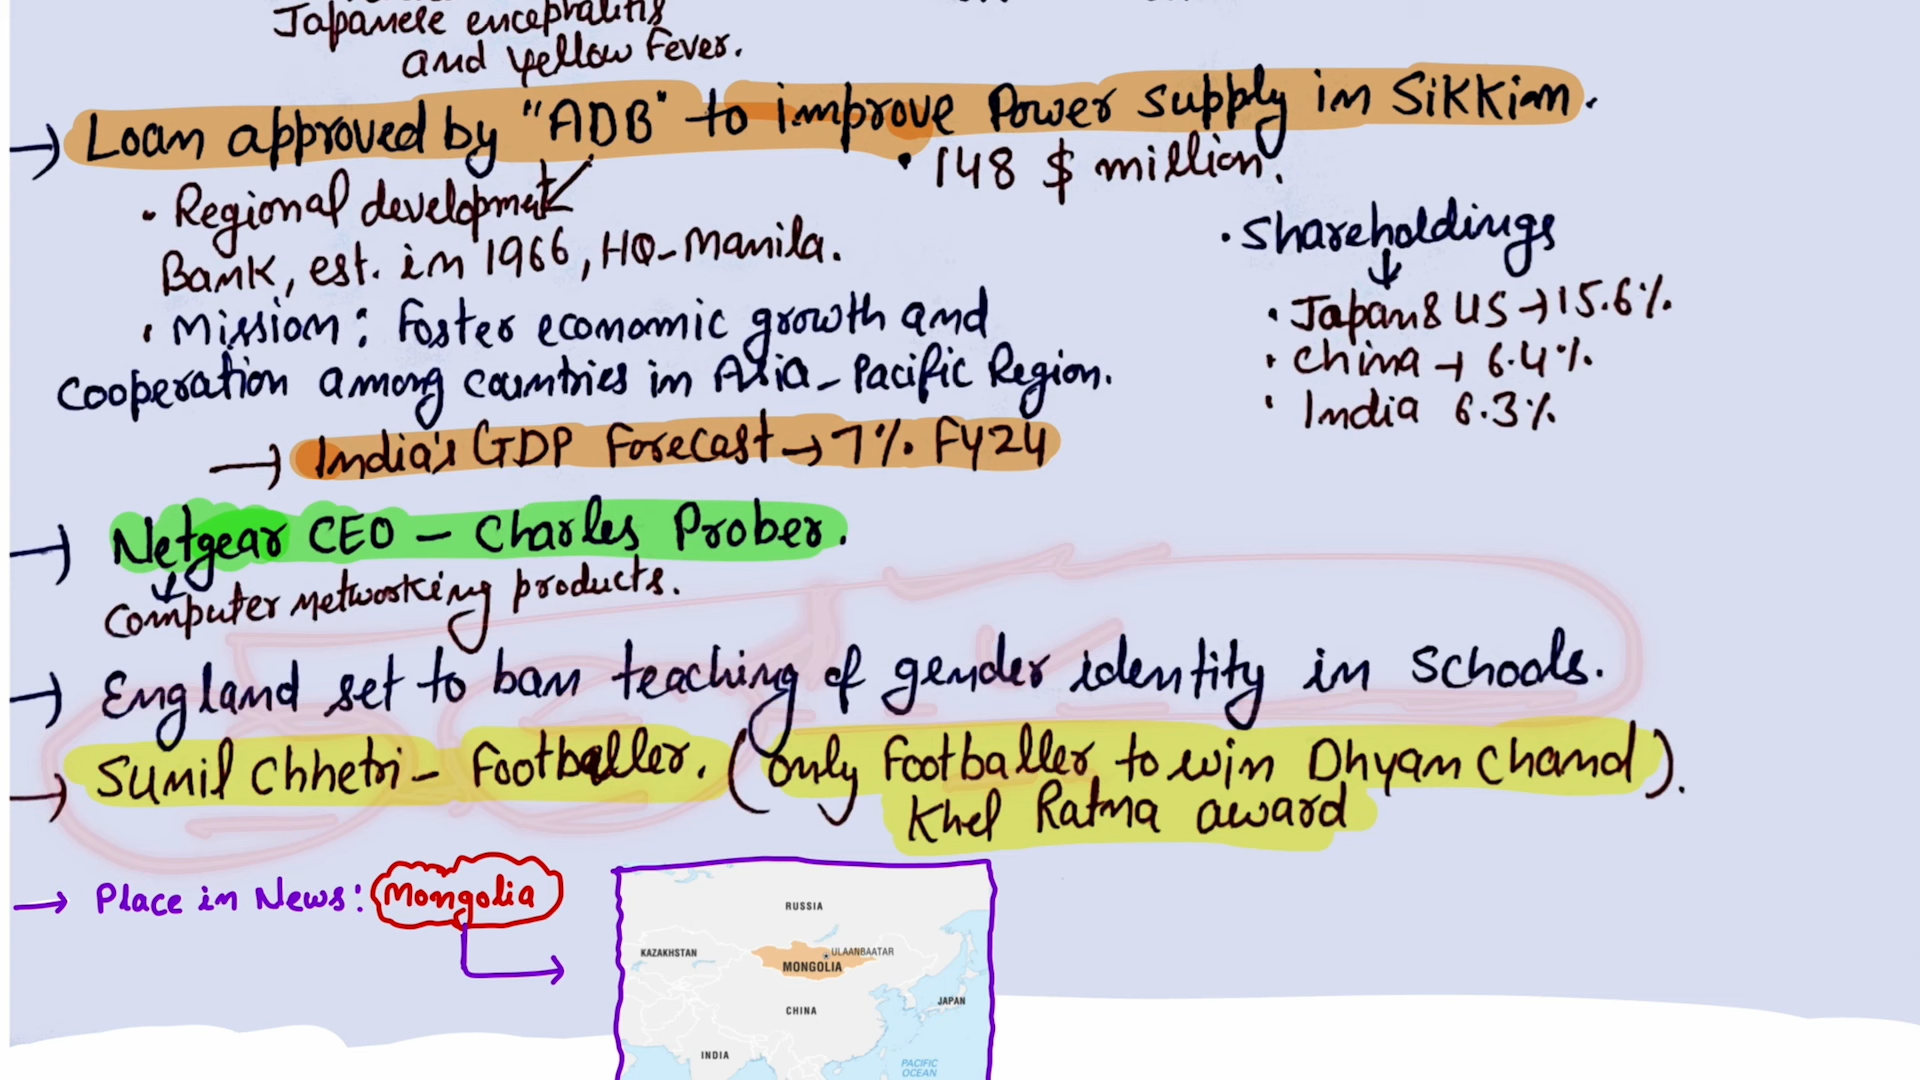 Japanese encephalitis
and yellow Fever.
→ Loan approved by "ADB" to improve Power supply in Sikkim.
• 148 $ million.
• Regional development
Bank, est. in 1966, HQ-Manila.
• Mission: Foster economic growth and
cooperation among countries in Asia-Pacific Region.
• Shareholdings
• Japan & US → 15.6%.
• China → 6.4%.
• India 6.3%.
→ India's GDP Forecast → 7%. FY24
→ Netgear CEO - Charles Prober.
Computer networking products.
→ England set to ban teaching of gender identity in schools.
→ Sunil Chhetri - Footballer. (only footballer to win Dhyan Chand).
Khel Ratna award
→ Place in News: Mongolia
RUSSIA
KAZAKHSTAN
ULAANBAATAR
MONGOLIA
JAPAN
CHINA
INDIA
PACIFIC
OCEAN